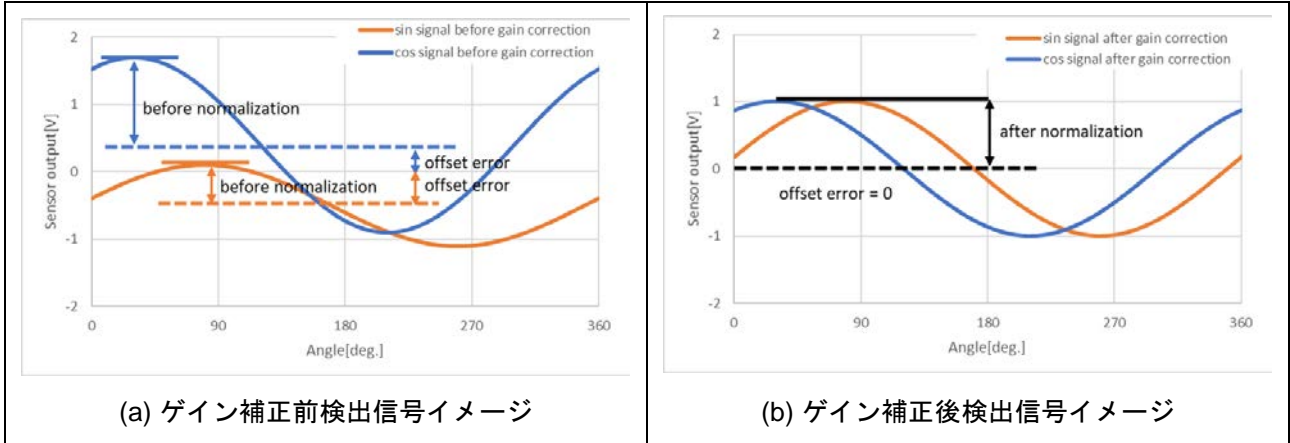 sin signal before gain correction
cos signal before gain correction
2
1
0
-1
-2
Sensor output[V]
before normalization
offset error
before normalization
offset error
0 90 180 270 360
Angle[deg.]
(a) ゲイン補正前検出信号イメージ
sin signal after gain correction
cos signal after gain correction
2
1
0
-1
-2
Sensor output[V]
after normalization
offset error = 0
0 90 180 270 360
Angle[deg.]
(b) ゲイン補正後検出信号イメージ